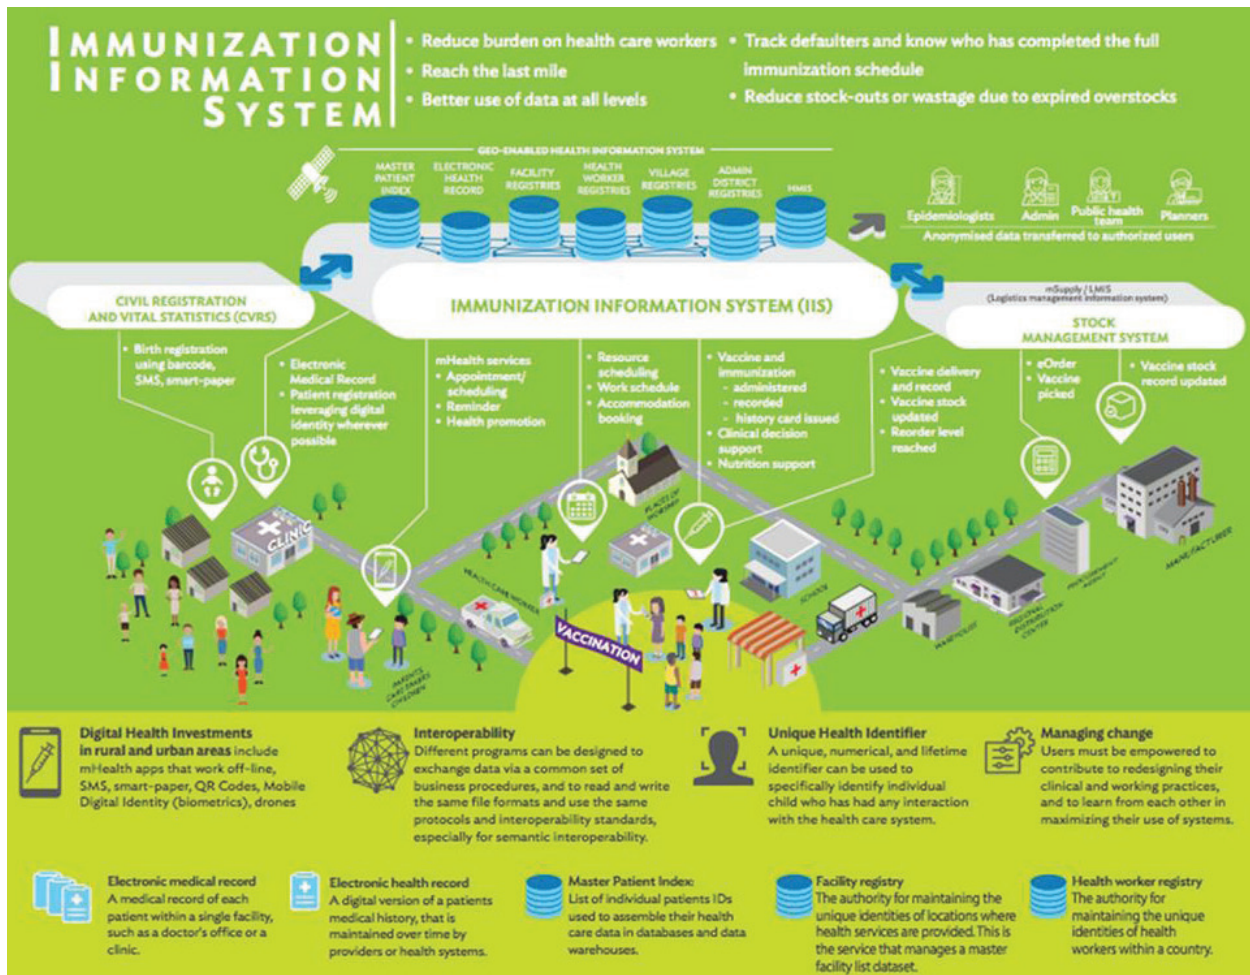 IMMUNIZATION
INFORMATION
SYSTEM
• Reduce burden on health care workers
• Reach the last mile
• Better use of data at all levels
• Track defaulters and know who has completed the full
immunization schedule
• Reduce stock-outs or wastage due to expired overstocks
GEO-ENABLED HEALTH INFORMATION SYSTEM
MASTER
PATIENT
INDEX
ELECTRONIC
HEALTH
RECORD
FACILITY
REGISTRIES
HEALTH
WORKER
REGISTRIES
VILLAGE
REGISTRIES
ADMIN
DISTRICT
REGISTRIES
HMIS
Epidemiologists
Admin
Public health
team
Planners
Anonymised data transferred to authorized users
CIVIL REGISTRATION
AND VITAL STATISTICS (CVRS)
IMMUNIZATION INFORMATION SYSTEM (IIS)
mSupply / LMIS
(Logistics management information system)
STOCK
MANAGEMENT SYSTEM
• Birth registration
using barcode,
SMS, smart-paper
• Electronic
Medical Record
• Patient registration
leveraging digital
identity wherever
possible
mHealth services
• Appointment/
scheduling
• Reminder
• Health promotion
• Resource
scheduling
• Work schedule
• Accommodation
booking
• Vaccine and
immunization
- administered
- recorded
- history card issued
• Clinical decision
support
• Nutrition support
• Vaccine delivery
and record
• Vaccine stock
updated
• Reorder level
reached
• eOrder
• Vaccine
picked
• Vaccine stock
record updated
CLINIC
PLACES OF
WORSHIP
HEALTH CARE WORKER
SCHOOL
VACCINATION
PARENTS
CARE TAKERS
CHILDREN
WAREHOUSE
REGIONAL
DISTRIBUTION
CENTER
PROCUREMENT
AGENCY
MANUFACTURER
Digital Health Investments
in rural and urban areas include
mHealth apps that work off-line,
SMS, smart-paper, QR Codes, Mobile
Digital Identity (biometrics), drones
Interoperability
Different programs can be designed to
exchange data via a common set of
business procedures, and to read and write
the same file formats and use the same
protocols and interoperability standards,
especially for semantic interoperability.
Unique Health Identifier
A unique, numerical, and lifetime
identifier can be used to
specifically identify individual
child who has had any interaction
with the health care system.
Managing change
Users must be empowered to
contribute to redesigning their
clinical and working practices,
and to learn from each other in
maximizing their use of systems.
Electronic medical record
A medical record of each
patient within a single facility,
such as a doctor's office or a
clinic.
Electronic health record
A digital version of a patients
medical history, that is
maintained over time by
providers or health systems.
Master Patient Index:
List of individual patients IDs
used to assemble their health
care data in databases and data
warehouses.
Facility registry
The authority for maintaining the
unique identities of locations where
health services are provided. This is
the service that manages a master
facility list dataset.
Health worker registry
The authority for
maintaining the unique
identities of health
workers within a country.